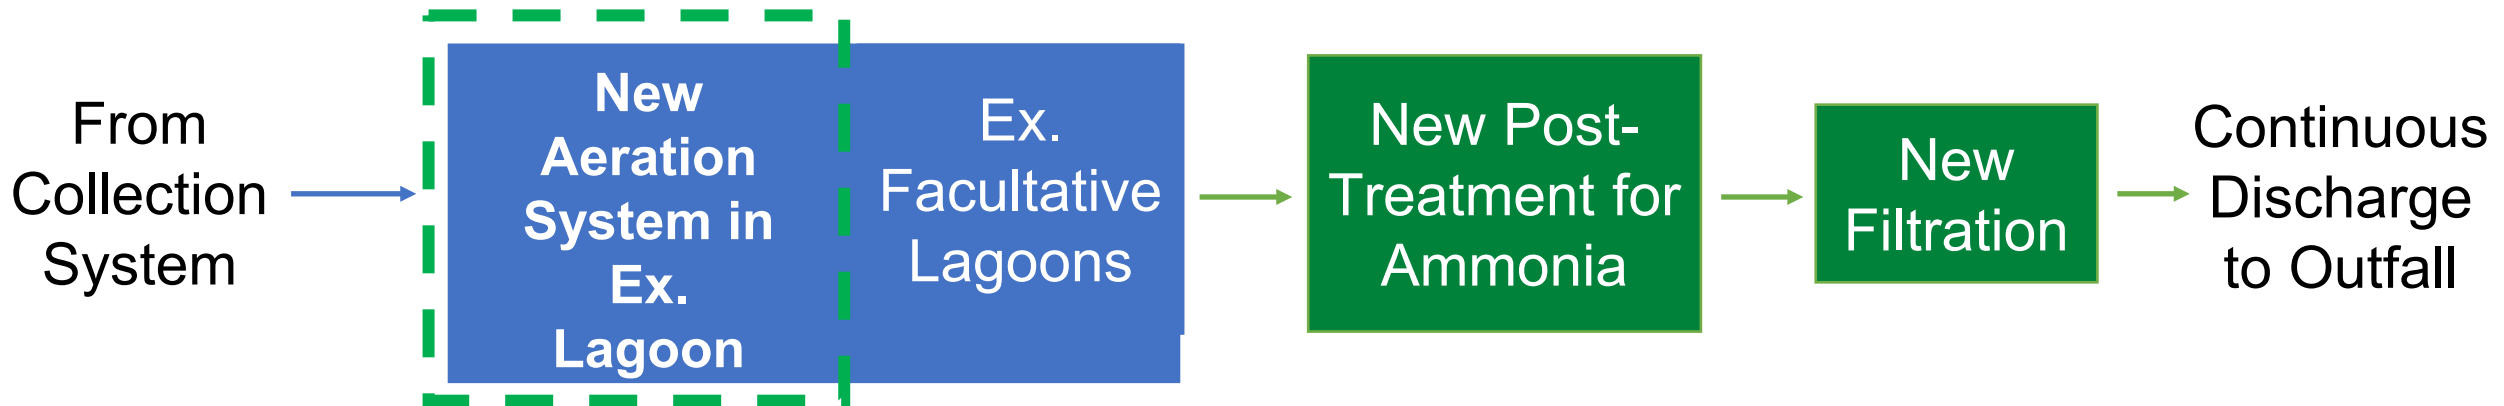 From
Collection
System
New
Aeration
System in
Ex.
Lagoon
Ex.
Facultative
Lagoons
New Post-
Treatment for
Ammonia
New
Filtration
Continuous
Discharge
to Outfall